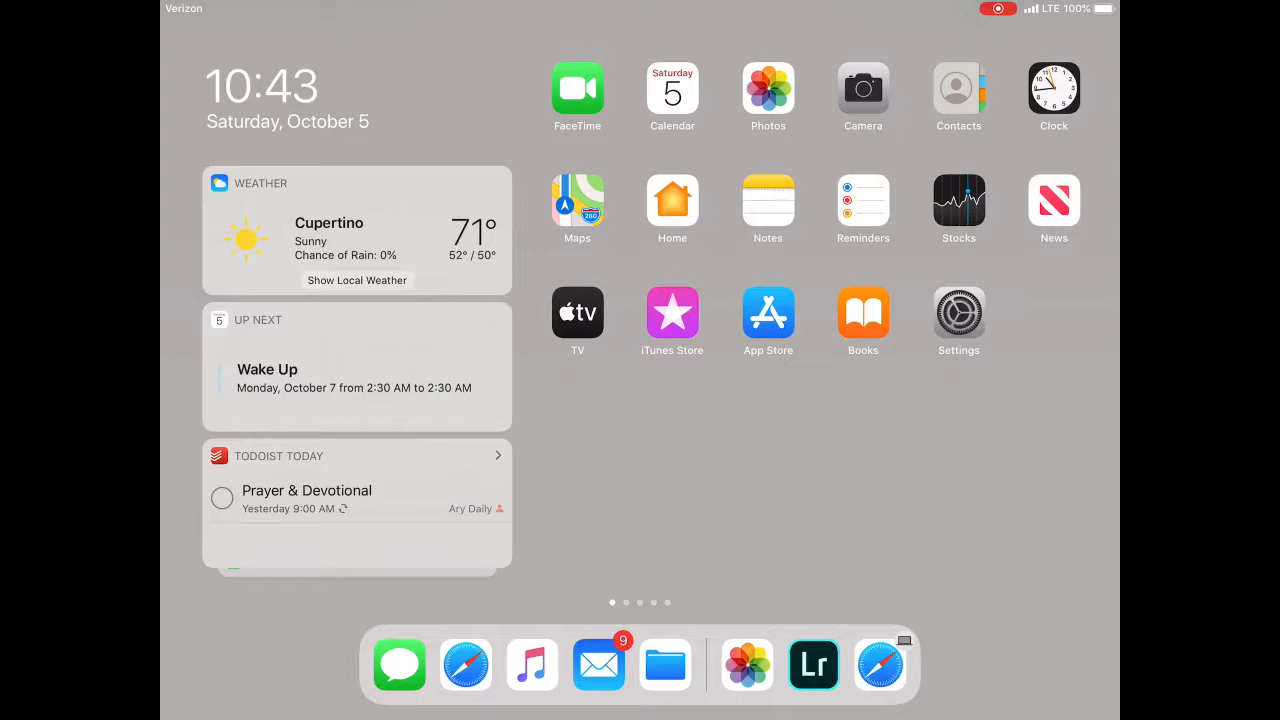 Verizon
LTE 100%
10:43
Saturday, October 5
WEATHER
Cupertino
Sunny
Chance of Rain: 0%
71°
52° / 50°
Show Local Weather
5
UP NEXT
Wake Up
Monday, October 7 from 2:30 AM to 2:30 AM
TODOIST TODAY
Prayer & Devotional
Yesterday 9:00 AM
Ary Daily
Saturday
5
FaceTime
Calendar
Photos
Camera
Contacts
Clock
280
Maps
Home
Notes
Reminders
Stocks
News
tv
TV
iTunes Store
App Store
Books
Settings
9
Lr